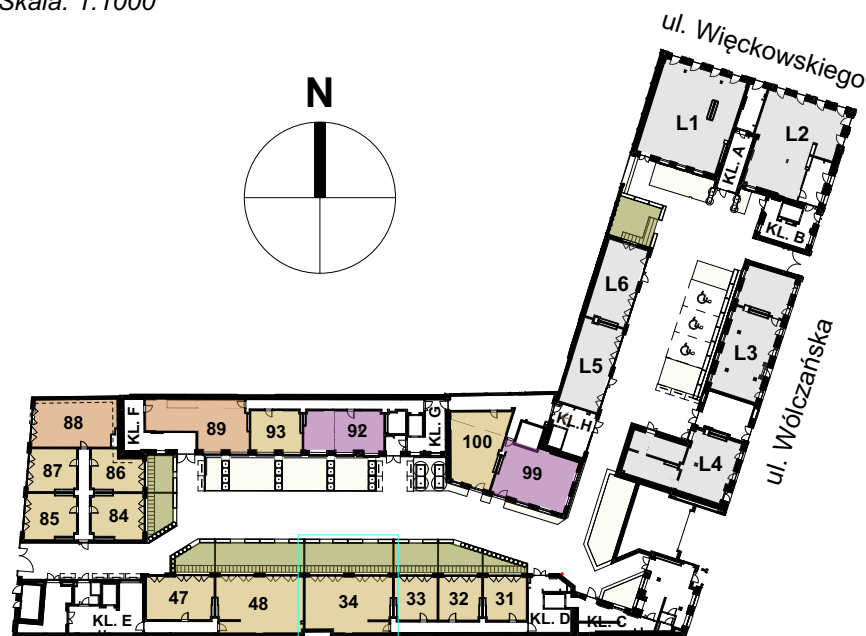 Skala: 1:1000
ul. Więckowskiego
N
L1
L2
KL. A
KL. B
L6
L3
L5
ul. Wólczańska
KL. H
L4
88
KL. F
89
93
92
KL. G
100
99
87
86
85
84
47
48
34
33
32
31
KL. E
KL. D
KL. C